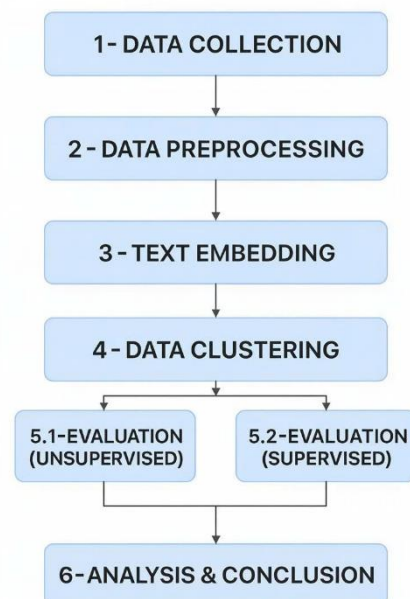 1- DATA COLLECTION
2 - DATA PREPROCESSING
3 - TEXT EMBEDDING
4 - DATA CLUSTERING
5.1-EVALUATION
(UNSUPERVISED)
5.2-EVALUATION
(SUPERVISED)
6-ANALYSIS & CONCLUSION